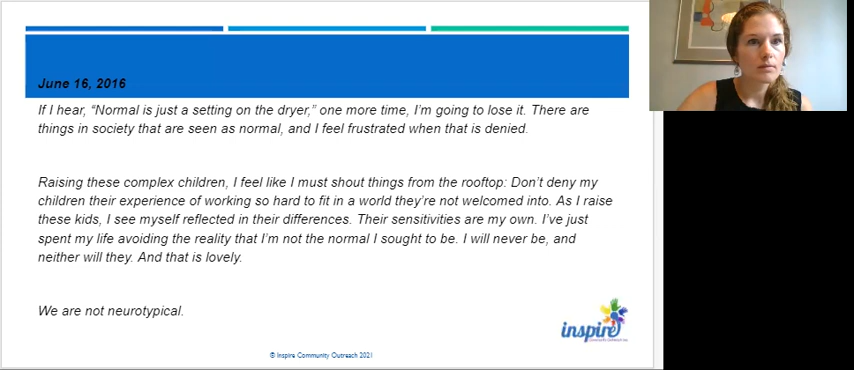 June 16, 2016
If I hear, “Normal is just a setting on the dryer,” one more time, I’m going to lose it. There are
things in society that are seen as normal, and I feel frustrated when that is denied.
Raising these complex children, I feel like I must shout things from the rooftop: Don’t deny my
children their experience of working so hard to fit in a world they’re not welcomed into. As I raise
these kids, I see myself reflected in their differences. Their sensitivities are my own. I’ve just
spent my life avoiding the reality that I’m not the normal I sought to be. I will never be, and
neither will they. And that is lovely.
We are not neurotypical.
inspire
© Inspire Community Outreach 2021